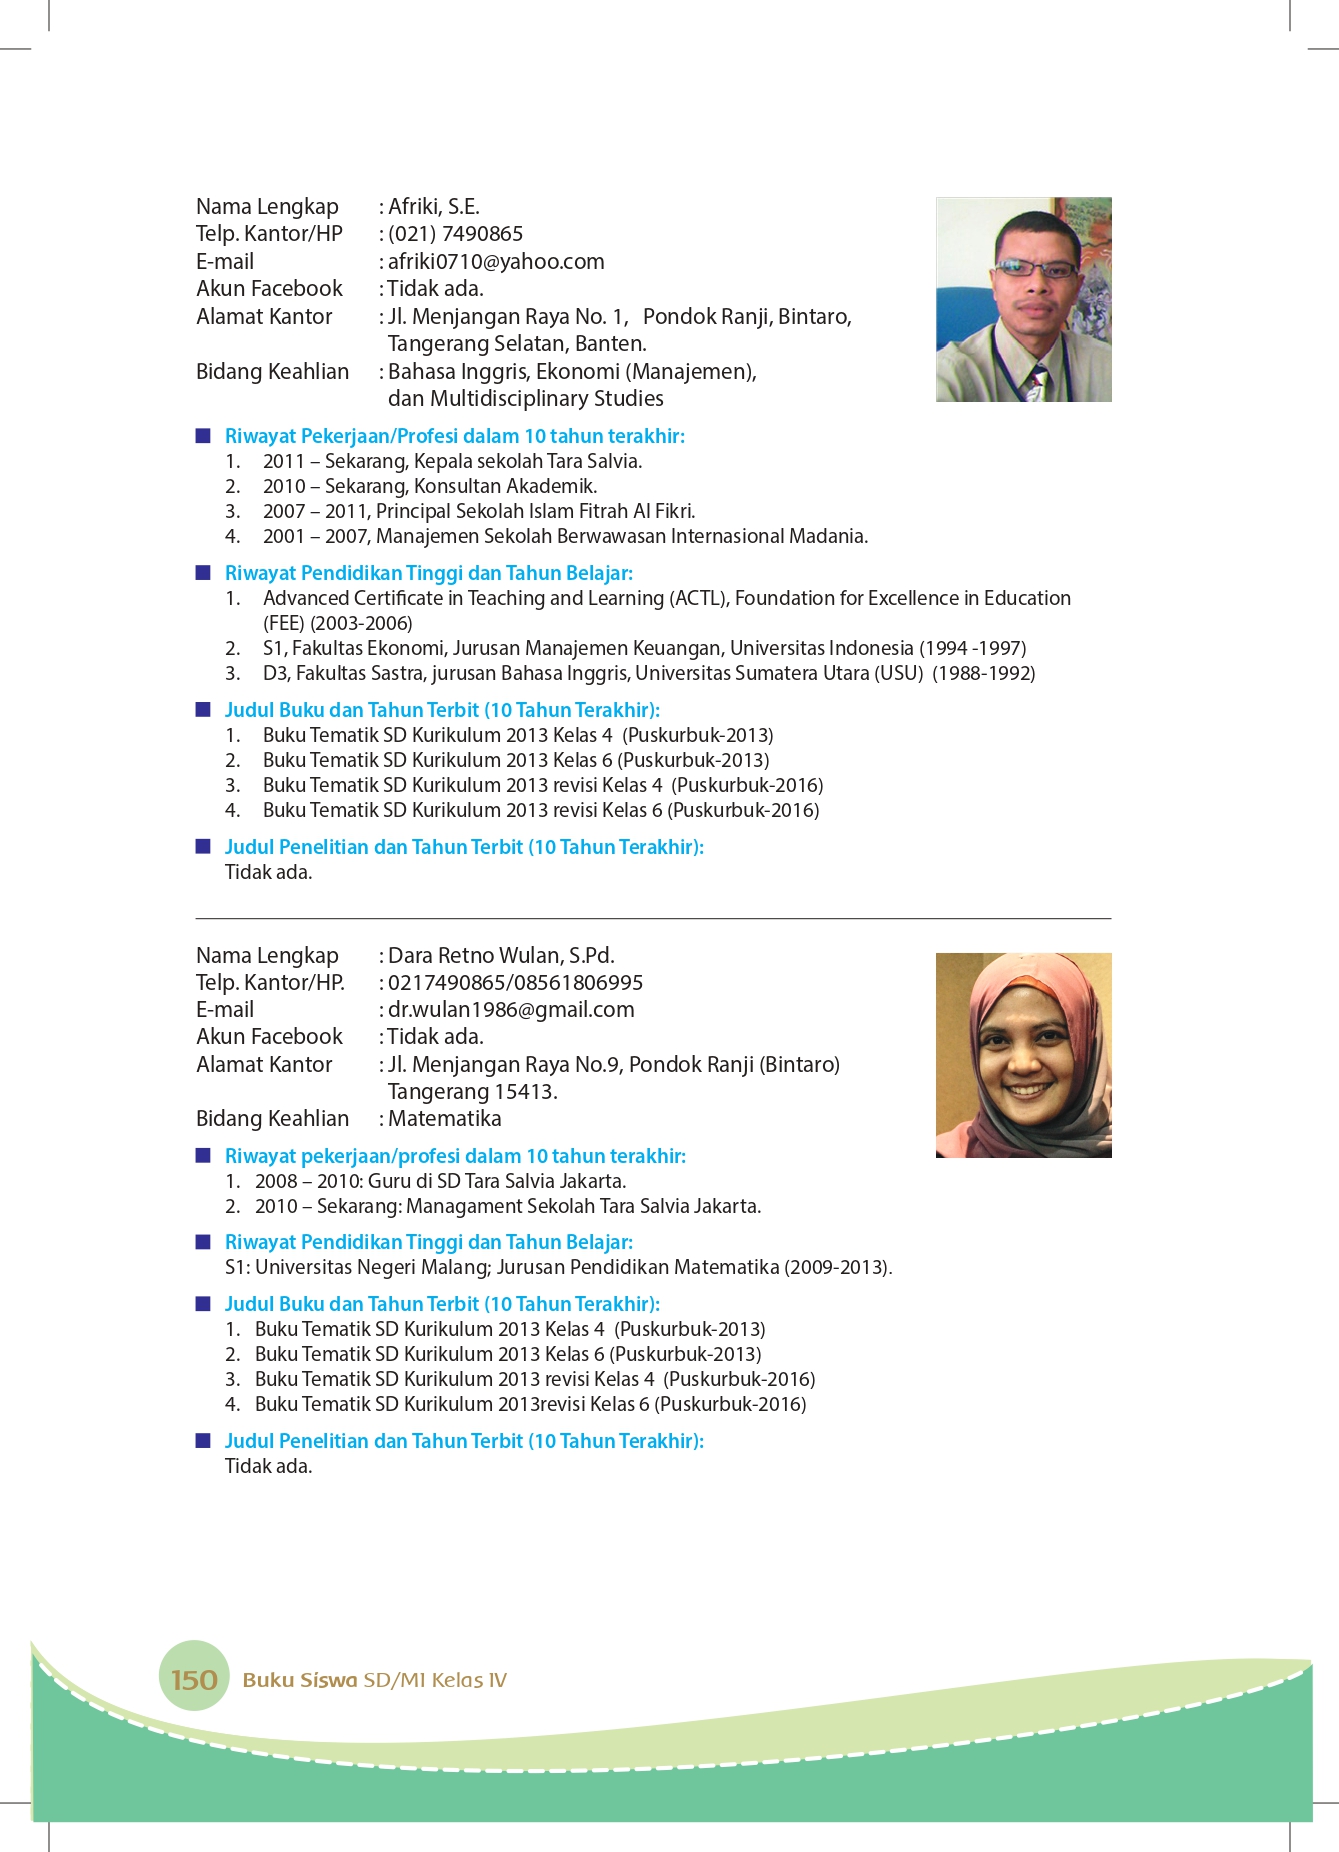 Nama Lengkap : Afriki, S.E.
Telp. Kantor/HP : (021) 7490865
E-mail : afriki0710@yahoo.com
Akun Facebook : Tidak ada.
Alamat Kantor : Jl. Menjangan Raya No. 1, Pondok Ranji, Bintaro,
Tangerang Selatan, Banten.
Bidang Keahlian : Bahasa Inggris, Ekonomi (Manajemen),
dan Multidisciplinary Studies
Riwayat Pekerjaan/Profesi dalam 10 tahun terakhir:
1. 2011 – Sekarang, Kepala sekolah Tara Salvia.
2. 2010 – Sekarang, Konsultan Akademik.
3. 2007 – 2011, Principal Sekolah Islam Fitrah Al Fikri.
4. 2001 – 2007, Manajemen Sekolah Berwawasan Internasional Madania.
Riwayat Pendidikan Tinggi dan Tahun Belajar:
1. Advanced Certificate in Teaching and Learning (ACTL), Foundation for Excellence in Education
(FEE) (2003-2006)
2. S1, Fakultas Ekonomi, Jurusan Manajemen Keuangan, Universitas Indonesia (1994 -1997)
3. D3, Fakultas Sastra, jurusan Bahasa Inggris, Universitas Sumatera Utara (USU) (1988-1992)
Judul Buku dan Tahun Terbit (10 Tahun Terakhir):
1. Buku Tematik SD Kurikulum 2013 Kelas 4 (Puskurbuk-2013)
2. Buku Tematik SD Kurikulum 2013 Kelas 6 (Puskurbuk-2013)
3. Buku Tematik SD Kurikulum 2013 revisi Kelas 4 (Puskurbuk-2016)
4. Buku Tematik SD Kurikulum 2013 revisi Kelas 6 (Puskurbuk-2016)
Judul Penelitian dan Tahun Terbit (10 Tahun Terakhir):
Tidak ada.
Nama Lengkap : Dara Retno Wulan, S.Pd.
Telp. Kantor/HP. : 0217490865/08561806995
E-mail : dr.wulan1986@gmail.com
Akun Facebook : Tidak ada.
Alamat Kantor : Jl. Menjangan Raya No.9, Pondok Ranji (Bintaro)
Tangerang 15413.
Bidang Keahlian : Matematika
Riwayat pekerjaan/profesi dalam 10 tahun terakhir:
1. 2008 – 2010: Guru di SD Tara Salvia Jakarta.
2. 2010 – Sekarang: Managament Sekolah Tara Salvia Jakarta.
Riwayat Pendidikan Tinggi dan Tahun Belajar:
S1: Universitas Negeri Malang; Jurusan Pendidikan Matematika (2009-2013).
Judul Buku dan Tahun Terbit (10 Tahun Terakhir):
1. Buku Tematik SD Kurikulum 2013 Kelas 4 (Puskurbuk-2013)
2. Buku Tematik SD Kurikulum 2013 Kelas 6 (Puskurbuk-2013)
3. Buku Tematik SD Kurikulum 2013 revisi Kelas 4 (Puskurbuk-2016)
4. Buku Tematik SD Kurikulum 2013revisi Kelas 6 (Puskurbuk-2016)
Judul Penelitian dan Tahun Terbit (10 Tahun Terakhir):
Tidak ada.
150 Buku Siswa SD/MI Kelas IV